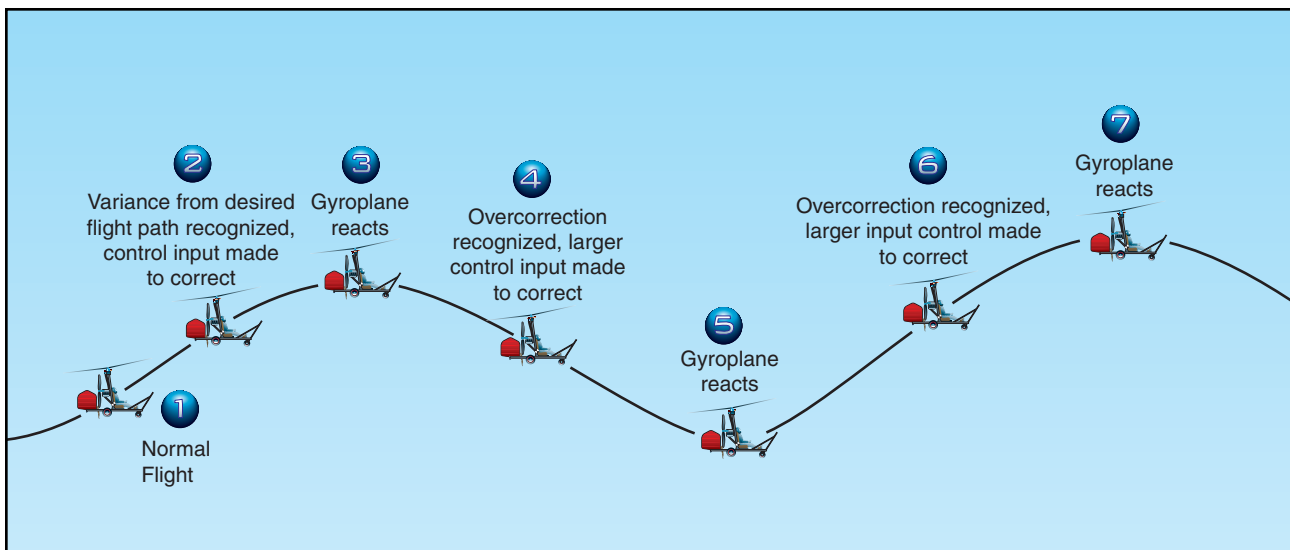 1
Normal
Flight
2
Variance from desired
flight path recognized,
control input made
to correct
3
Gyroplane
reacts
4
Overcorrection
recognized, larger
control input made
to correct
5
Gyroplane
reacts
6
Overcorrection recognized,
larger input control made
to correct
7
Gyroplane
reacts